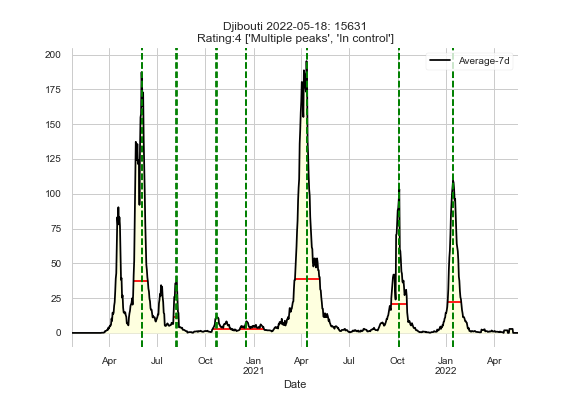 Djibouti 2022-05-18: 15631
Rating:4 ['Multiple peaks', 'In control']
Average-7d
200
175
150
125
100
75
50
25
0
Apr Jul Oct Jan Apr Jul Oct Jan Apr
2021 2022
Date